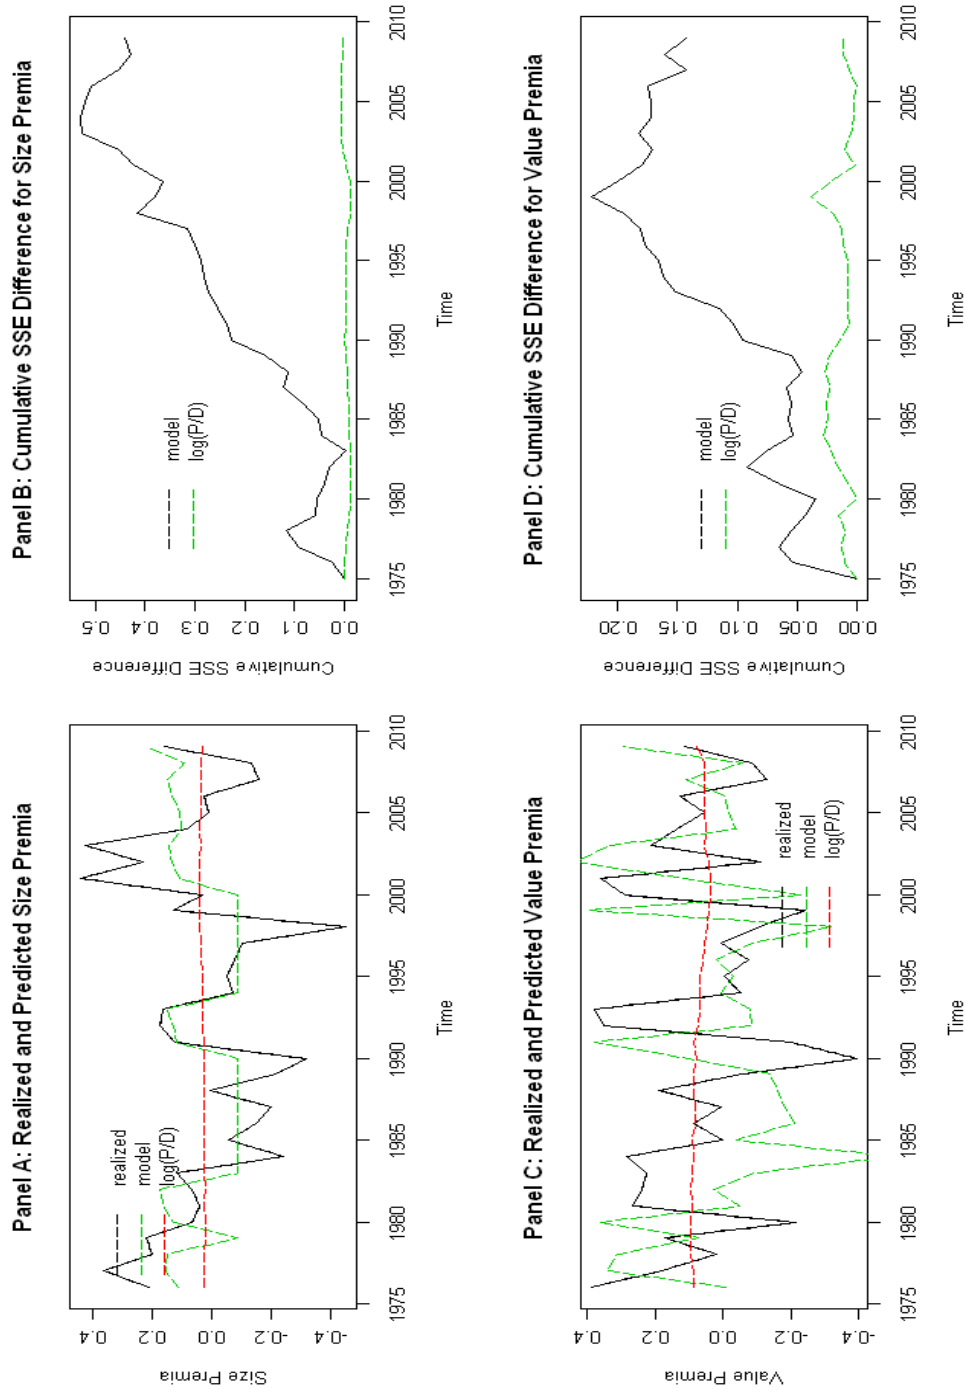 Panel A: Realized and Predicted Size Premia
Size Premia
0.4
0.2
0.0
-0.2
-0.4
realized
model
log(P/D)
1975
1980
1985
1990
1995
2000
2005
2010
Time
Panel B: Cumulative SSE Difference for Size Premia
Cumulative SSE Difference
0.5
0.4
0.3
0.2
0.1
0.0
model
log(P/D)
1975
1980
1985
1990
1995
2000
2005
2010
Time
Panel C: Realized and Predicted Value Premia
Value Premia
0.4
0.2
0.0
-0.2
-0.4
realized
model
log(P/D)
1975
1980
1985
1990
1995
2000
2005
2010
Time
Panel D: Cumulative SSE Difference for Value Premia
Cumulative SSE Difference
0.20
0.15
0.10
0.05
0.00
model
log(P/D)
1975
1980
1985
1990
1995
2000
2005
2010
Time